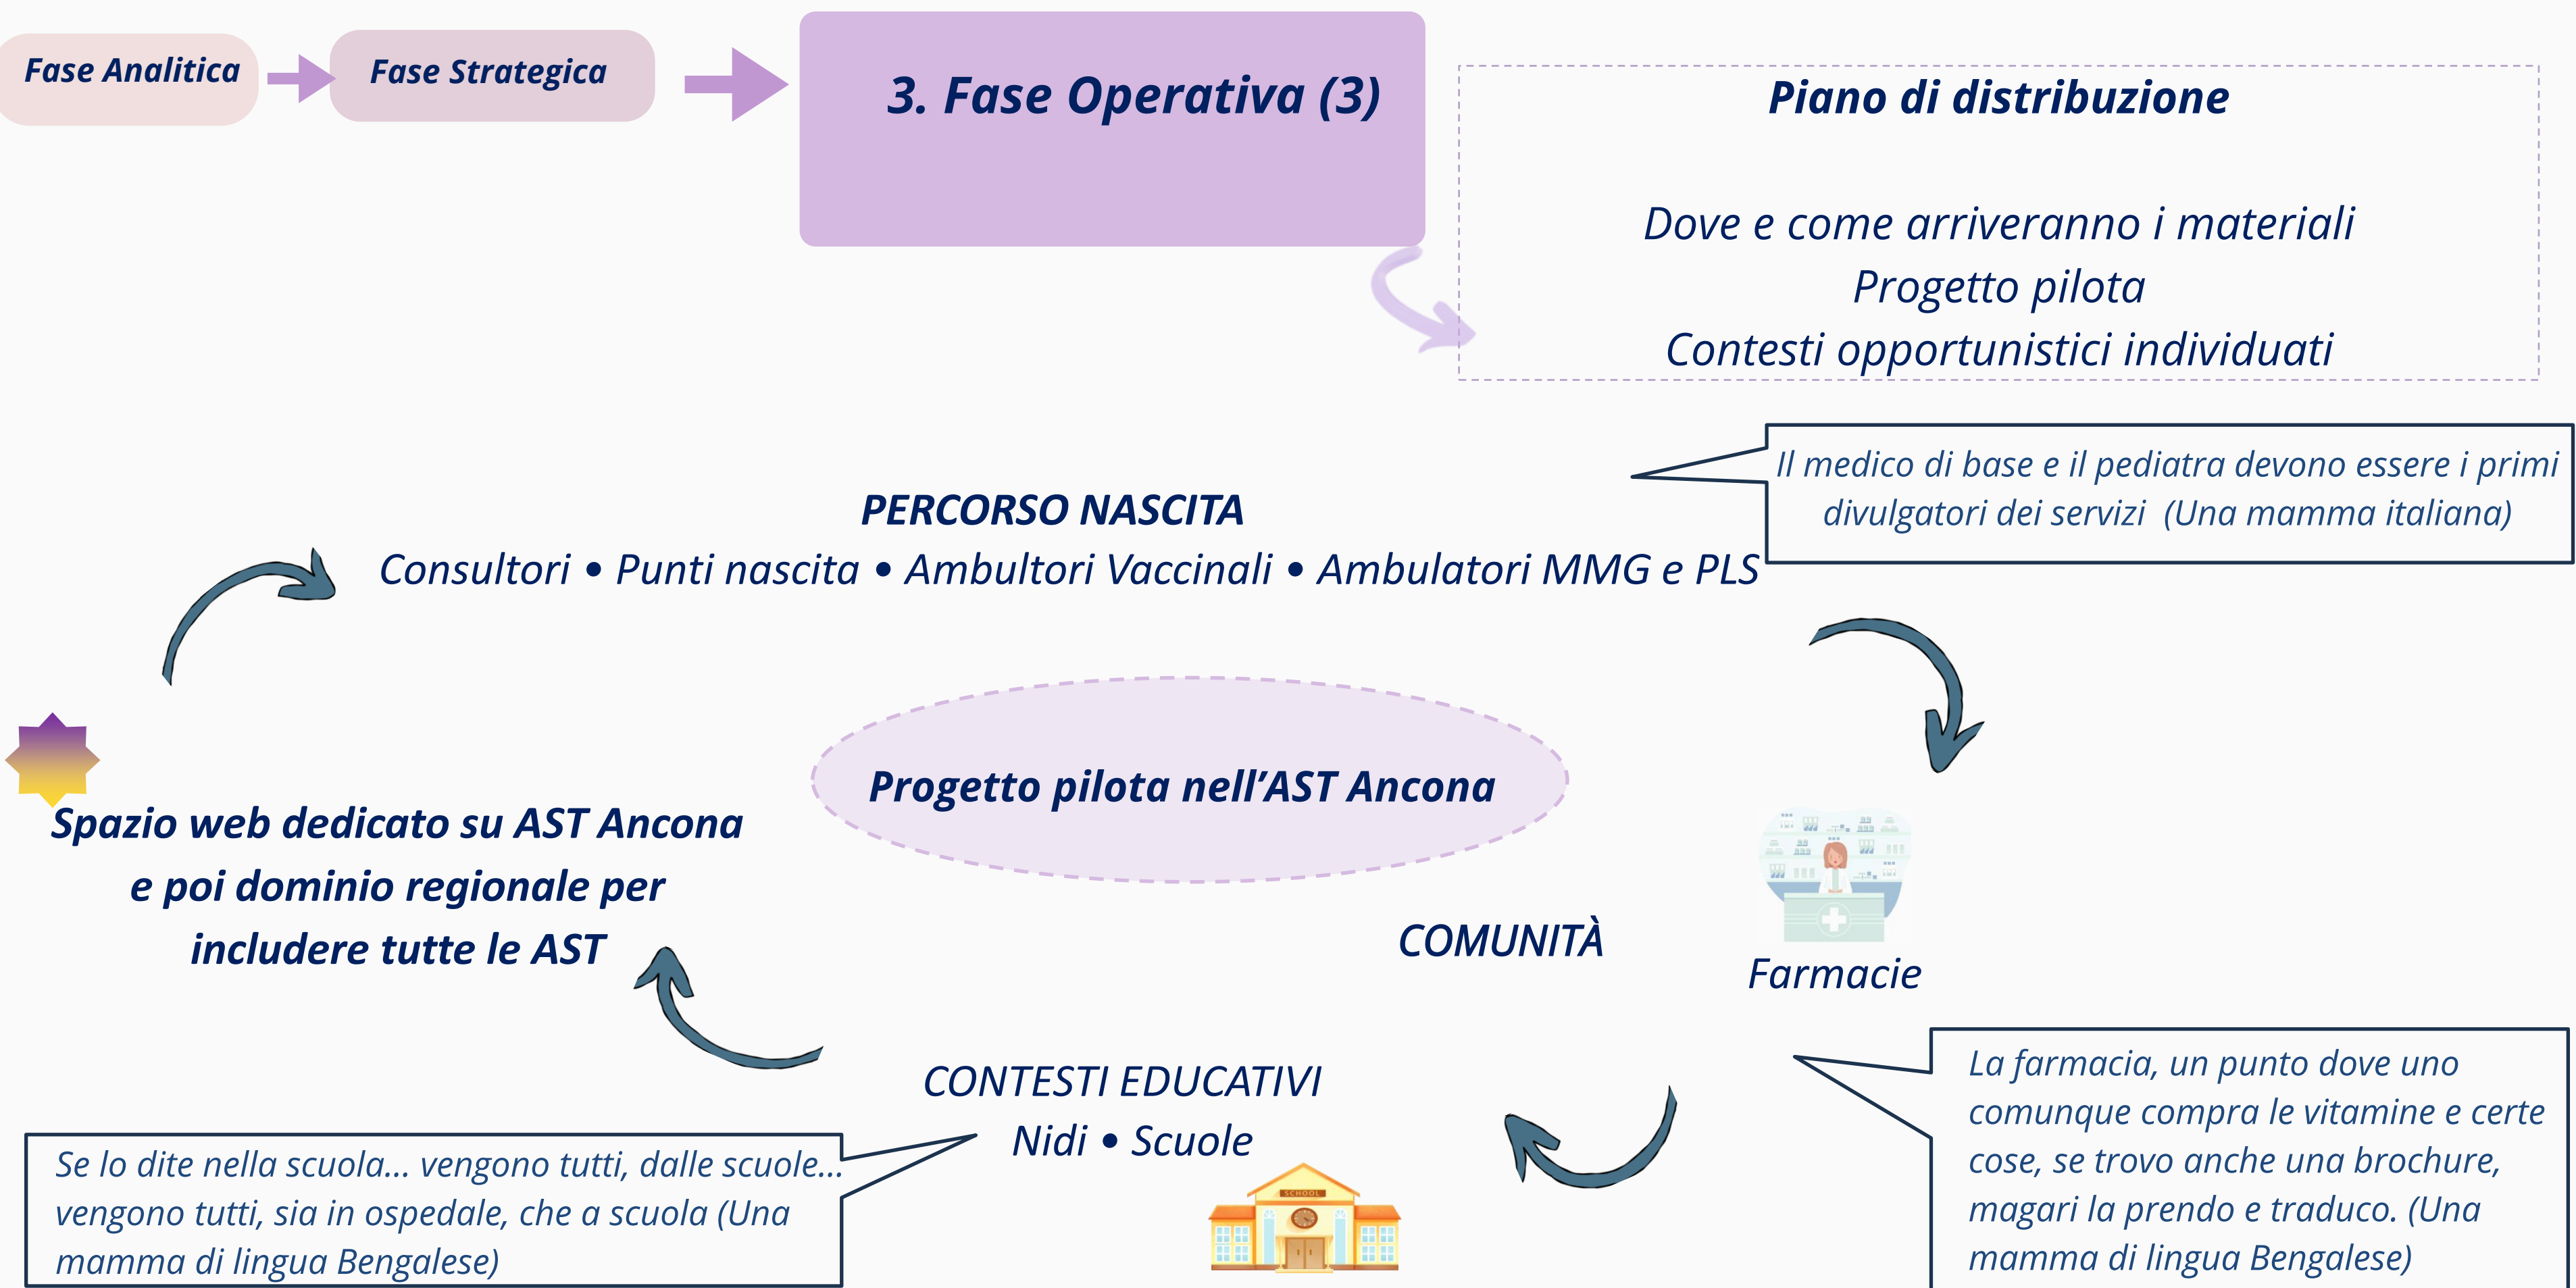 Fase Analitica
Fase Strategica
3. Fase Operativa (3)
Piano di distribuzione
Dove e come arriveranno i materiali
Progetto pilota
Contesti opportunistici individuati
Il medico di base e il pediatra devono essere i primi
divulgatori dei servizi (Una mamma italiana)
PERCORSO NASCITA
Consultori • Punti nascita • Ambultori Vaccinali • Ambulatori MMG e PLS
Progetto pilota nell’AST Ancona
Spazio web dedicato su AST Ancona
e poi dominio regionale per
includere tutte le AST
COMUNITÀ
Farmacie
La farmacia, un punto dove uno
comunque compra le vitamine e certe
cose, se trovo anche una brochure,
magari la prendo e traduco. (Una
mamma di lingua Bengalese)
CONTESTI EDUCATIVI
Nidi • Scuole
SCHOOL
Se lo dite nella scuola... vengono tutti, dalle scuole...
vengono tutti, sia in ospedale, che a scuola (Una
mamma di lingua Bengalese)